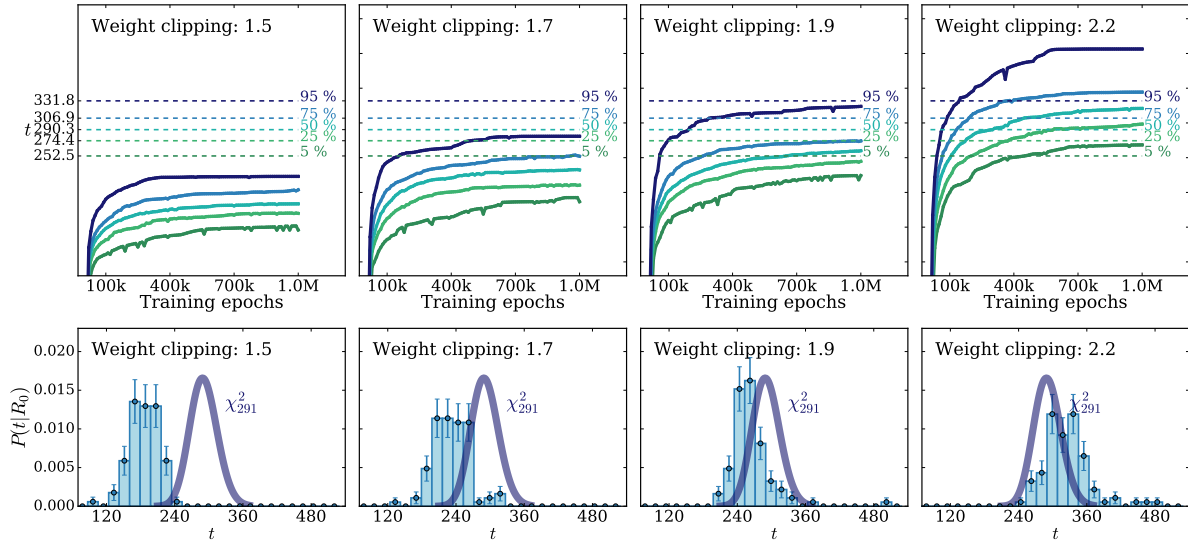 Weight clipping: 1.5
Weight clipping: 1.7
Weight clipping: 1.9
Weight clipping: 2.2
331.8
306.9
t
290.3
274.4
252.5
95 %
75 %
50 %
25 %
5 %
95 %
75 %
50 %
25 %
5 %
95 %
75 %
50 %
25 %
5 %
95 %
75 %
50 %
25 %
5 %
100k 400k 700k 1.0M
100k 400k 700k 1.0M
100k 400k 700k 1.0M
100k 400k 700k 1.0M
Training epochs
Training epochs
Training epochs
Training epochs
Weight clipping: 1.5
Weight clipping: 1.7
Weight clipping: 1.9
Weight clipping: 2.2
0.020
0.015
0.010
0.005
0.000
P(t|R₀)
χ²₂₉₁
χ²₂₉₁
χ²₂₉₁
χ²₂₉₁
120 240 360 480
120 240 360 480
120 240 360 480
120 240 360 480
t
t
t
t